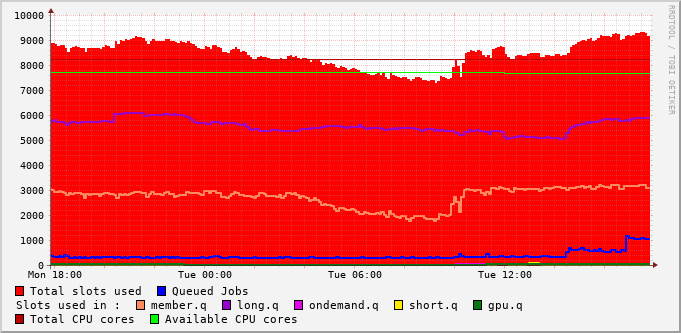 10000
9000
8000
7000
6000
5000
4000
3000
2000
1000
0
Mon 18:00 Tue 00:00 Tue 06:00 Tue 12:00
Total slots used Queued Jobs
Slots used in : member.q long.q ondemand.q short.q gpu.q
Total CPU cores Available CPU cores
RRDTOOL / TOBI OETIKER